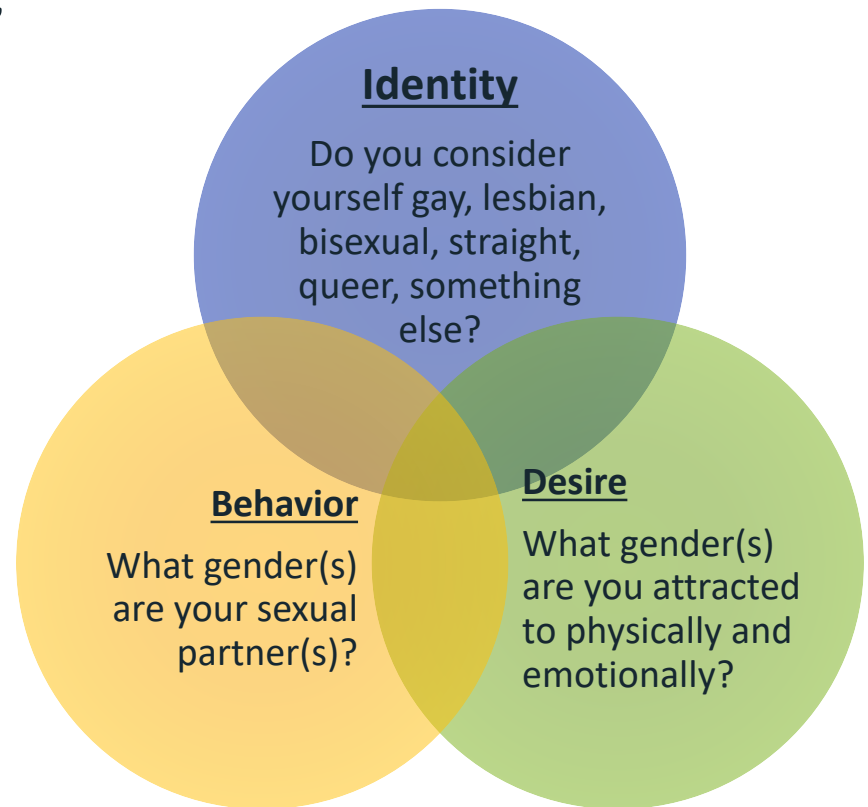 Identity
Do you consider
yourself gay, lesbian,
bisexual, straight,
queer, something
else?
Behavior
What gender(s)
are your sexual
partner(s)?
Desire
What gender(s)
are you attracted
to physically and
emotionally?